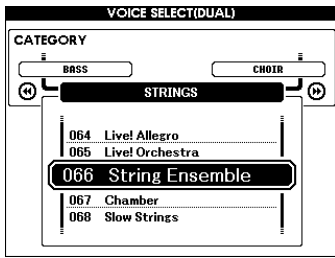 VOICE SELECT(DUAL)
CATEGORY
BASS
CHOIR
STRINGS
064 Live! Allegro
065 Live! Orchestra
066 String Ensemble
067 Chamber
068 Slow Strings